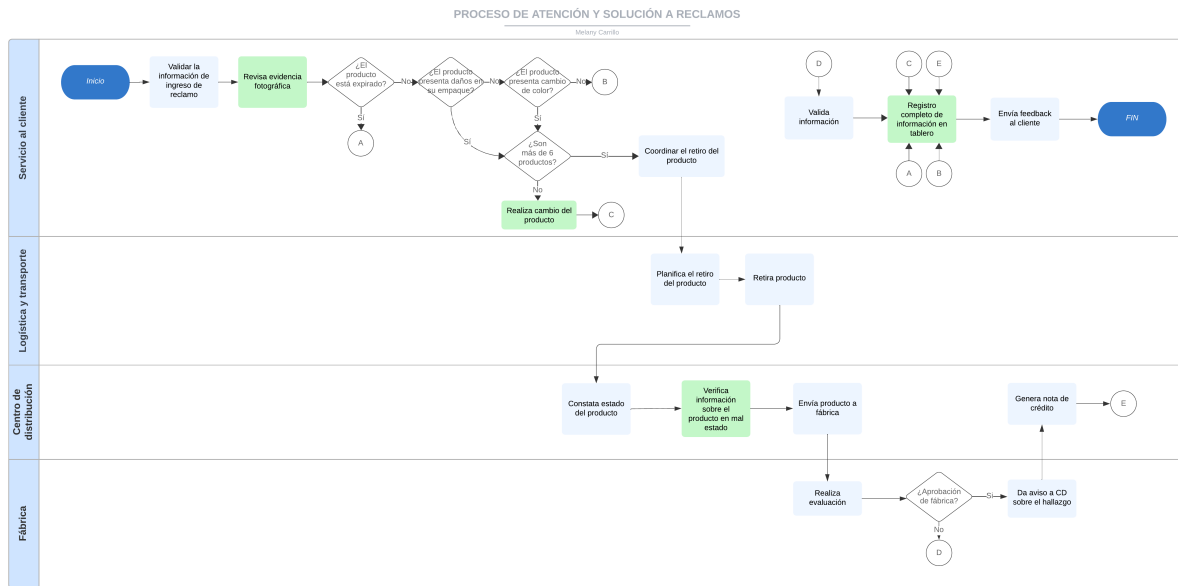 PROCESO DE ATENCIÓN Y SOLUCIÓN A RECLAMOS
Melany Carrillo
Servicio al cliente
Inicio
Validar la
información de
ingreso de
reclamo
Revisa evidencia
fotográfica
¿El
producto
está expirado?
No
Sí
A
¿El producto
presenta daños en
su empaque?
No
Sí
¿El producto
presenta cambio
de color?
No
B
Sí
¿Son
más de 6
productos?
Sí
No
Realiza cambio del
producto
C
Coordinar el retiro del
producto
D
Valida
información
C
E
Registro
completo de
información en
tablero
A
B
Envía feedback
al cliente
FIN
Logística y transporte
Planifica el retiro
del producto
Retira producto
Centro de
distribución
Constata estado
del producto
Verifica
información
sobre el
producto en mal
estado
Envía producto a
fábrica
Genera nota de
crédito
E
Fábrica
Realiza
evaluación
¿Aprobación
de fábrica?
Si
No
D
Da aviso a CD
sobre el hallazgo